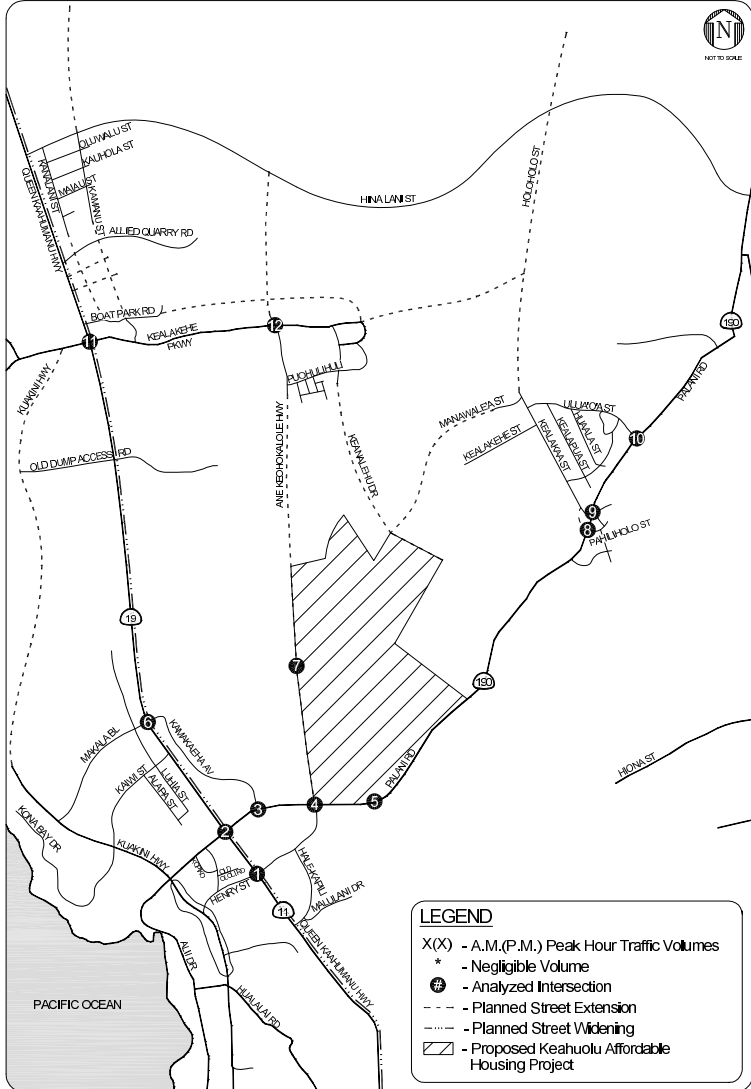 N
NOT TO SCALE
OLUWALU ST
KAUHOLA ST
MAIAU ST
KANALANI ST
KAMANU ST
QUEEN KAAHUMANU HWY
ALLIED QUARRY RD
HINA LANI ST
HOLOHOLO ST
BOAT PARK RD
KEALAKEHE
PKWY
12
11
190
KUAKINI HWY
PUOHULIHULI
PALANI RD
ULUAO'A ST
MANAWALE'A ST
KEALAKEHE ST
KEALAKAA ST
KEALAPUA ST
HUAALA ST
10
ANE KEOHOKALOLE HWY
KEANALEHU DR
OLD DUMP ACCESS RD
9
8
PAHILIHOLO ST
19
7
190
6
MAKALA BL
KAMAKAEHA AV
KAIWI ST
LUHIA ST
ALAPA ST
PALANI RD
HIONA ST
3
4
5
KONA BAY DR
KUAKINI HWY
2
1
HENRY ST
HALE KAPILI
MALULANI DR
11
QUEEN KAAHUMANU HWY
ALII DR
HUALALAI RD
PACIFIC OCEAN
LEGEND
X(X) - A.M.(P.M.) Peak Hour Traffic Volumes
* - Negligible Volume
# - Analyzed Intersection
- Planned Street Extension
- Planned Street Widening
- Proposed Keahuolu Affordable
Housing Project